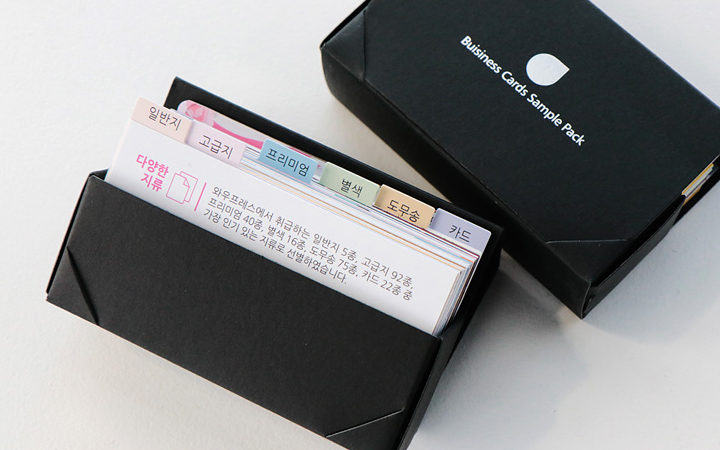 Buisiness Cards Sample Pack
일반지
고급지
프리미엄
별색
도무송
카드
다양한
지류
와우프레스에서 취급하는 일반지 5종, 고급지 92종,
프리미엄 40종, 별색 16종, 도무송 75종, 카드 22종 중
가장 인기 있는 지류로 선별하였습니다.